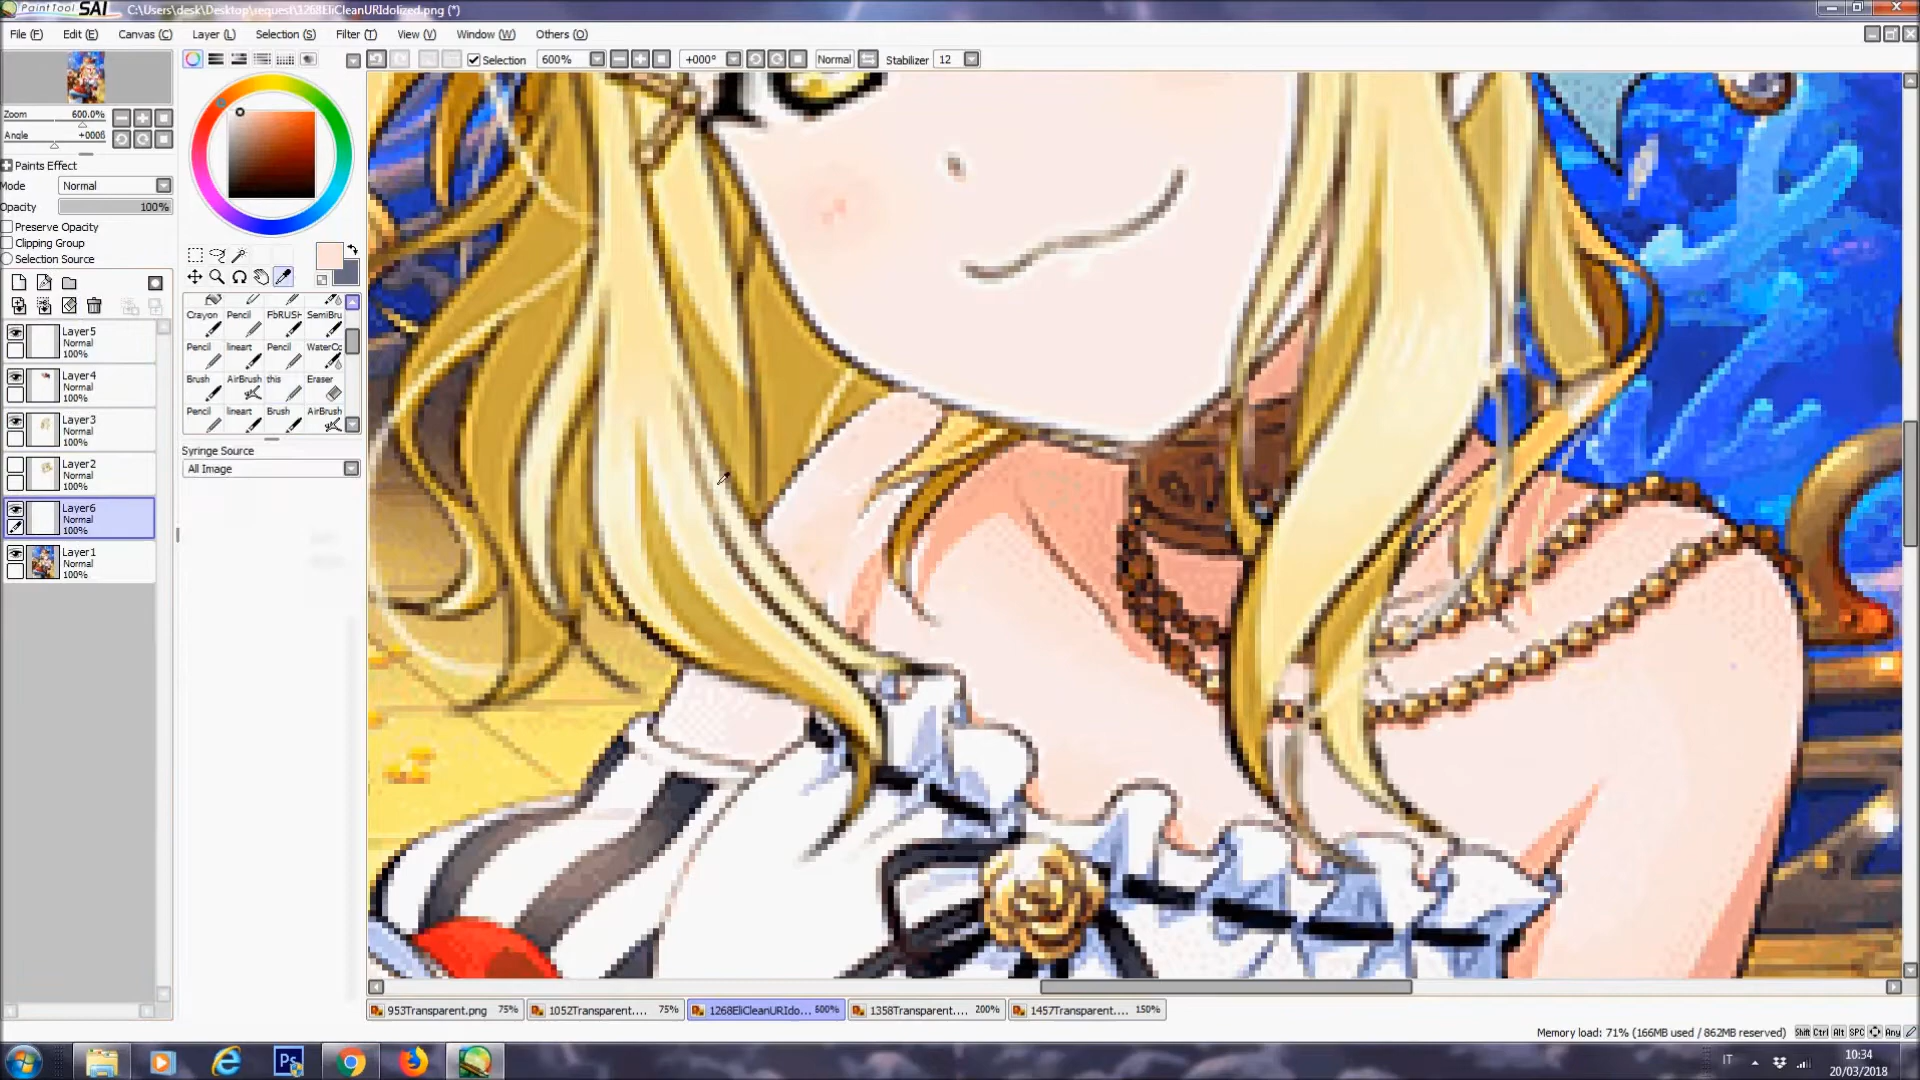 PaintTool SAI C:\Users\desk\Desktop\request\1268EliCleanURIdolized.png (*)
File (F) Edit (E) Canvas (C) Layer (L) Selection (S) Filter (T) View (V) Window (W) Others (O)
Selection 600% +000° Normal Stabilizer 12
Zoom 600.0%
Angle +000ß
Paints Effect
Mode Normal
Opacity 100%
Preserve Opacity
Clipping Group
Selection Source
Layer5
Normal
100%
Layer4
Normal
100%
Layer3
Normal
100%
Layer2
Normal
100%
Layer6
Normal
100%
Layer1
Normal
100%
Crayon Pencil FbRUSH SemiBru
Pencil lineart Pencil WaterCo
Brush AirBrush this Eraser
Pencil lineart Brush AirBrush
Syringe Source
All Image
953Transparent.png 75% 1052Transparent.... 75% 1268EliCleanURIdo... 600% 1358Transparent.... 200% 1457Transparent.... 150%
Memory load: 71% (166MB used / 862MB reserved) Shift Ctrl Alt SPC Any
Ps IT 10:34
20/03/2018